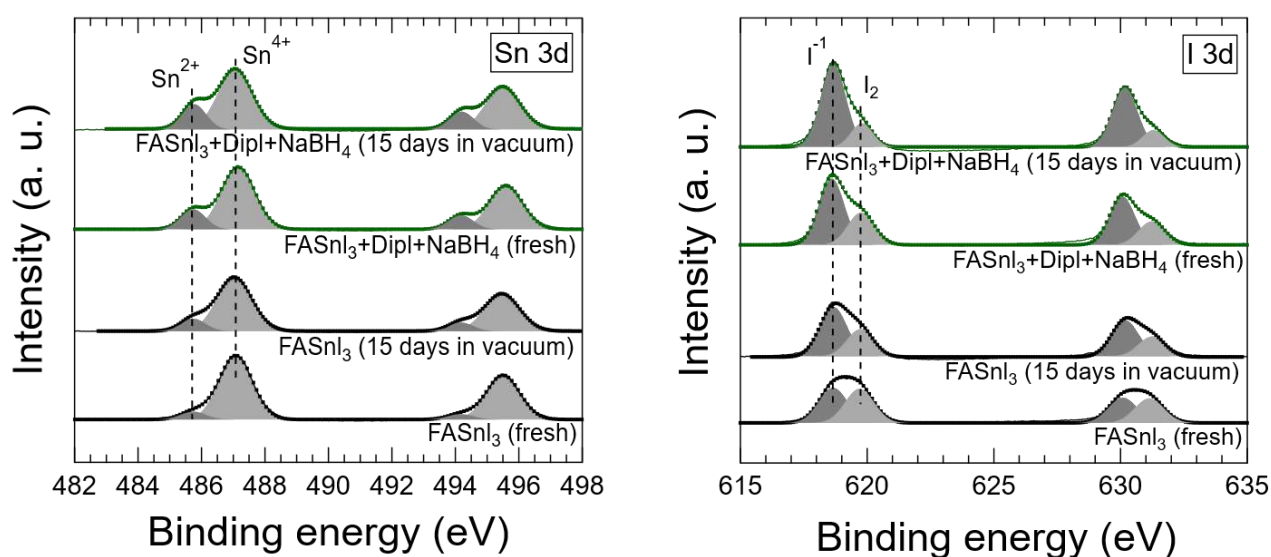 Sn 3d
Sn2+
Sn4+
FASnI3+DipI+NaBH4 (15 days in vacuum)
FASnI3+DipI+NaBH4 (fresh)
FASnI3 (15 days in vacuum)
FASnI3 (fresh)
Intensity (a. u.)
482 484 486 488 490 492 494 496 498
Binding energy (eV)
I 3d
I-1
I2
FASnI3+DipI+NaBH4 (15 days in vacuum)
FASnI3+DipI+NaBH4 (fresh)
FASnI3 (15 days in vacuum)
FASnI3 (fresh)
Intensity (a. u.)
615 620 625 630 635
Binding energy (eV)